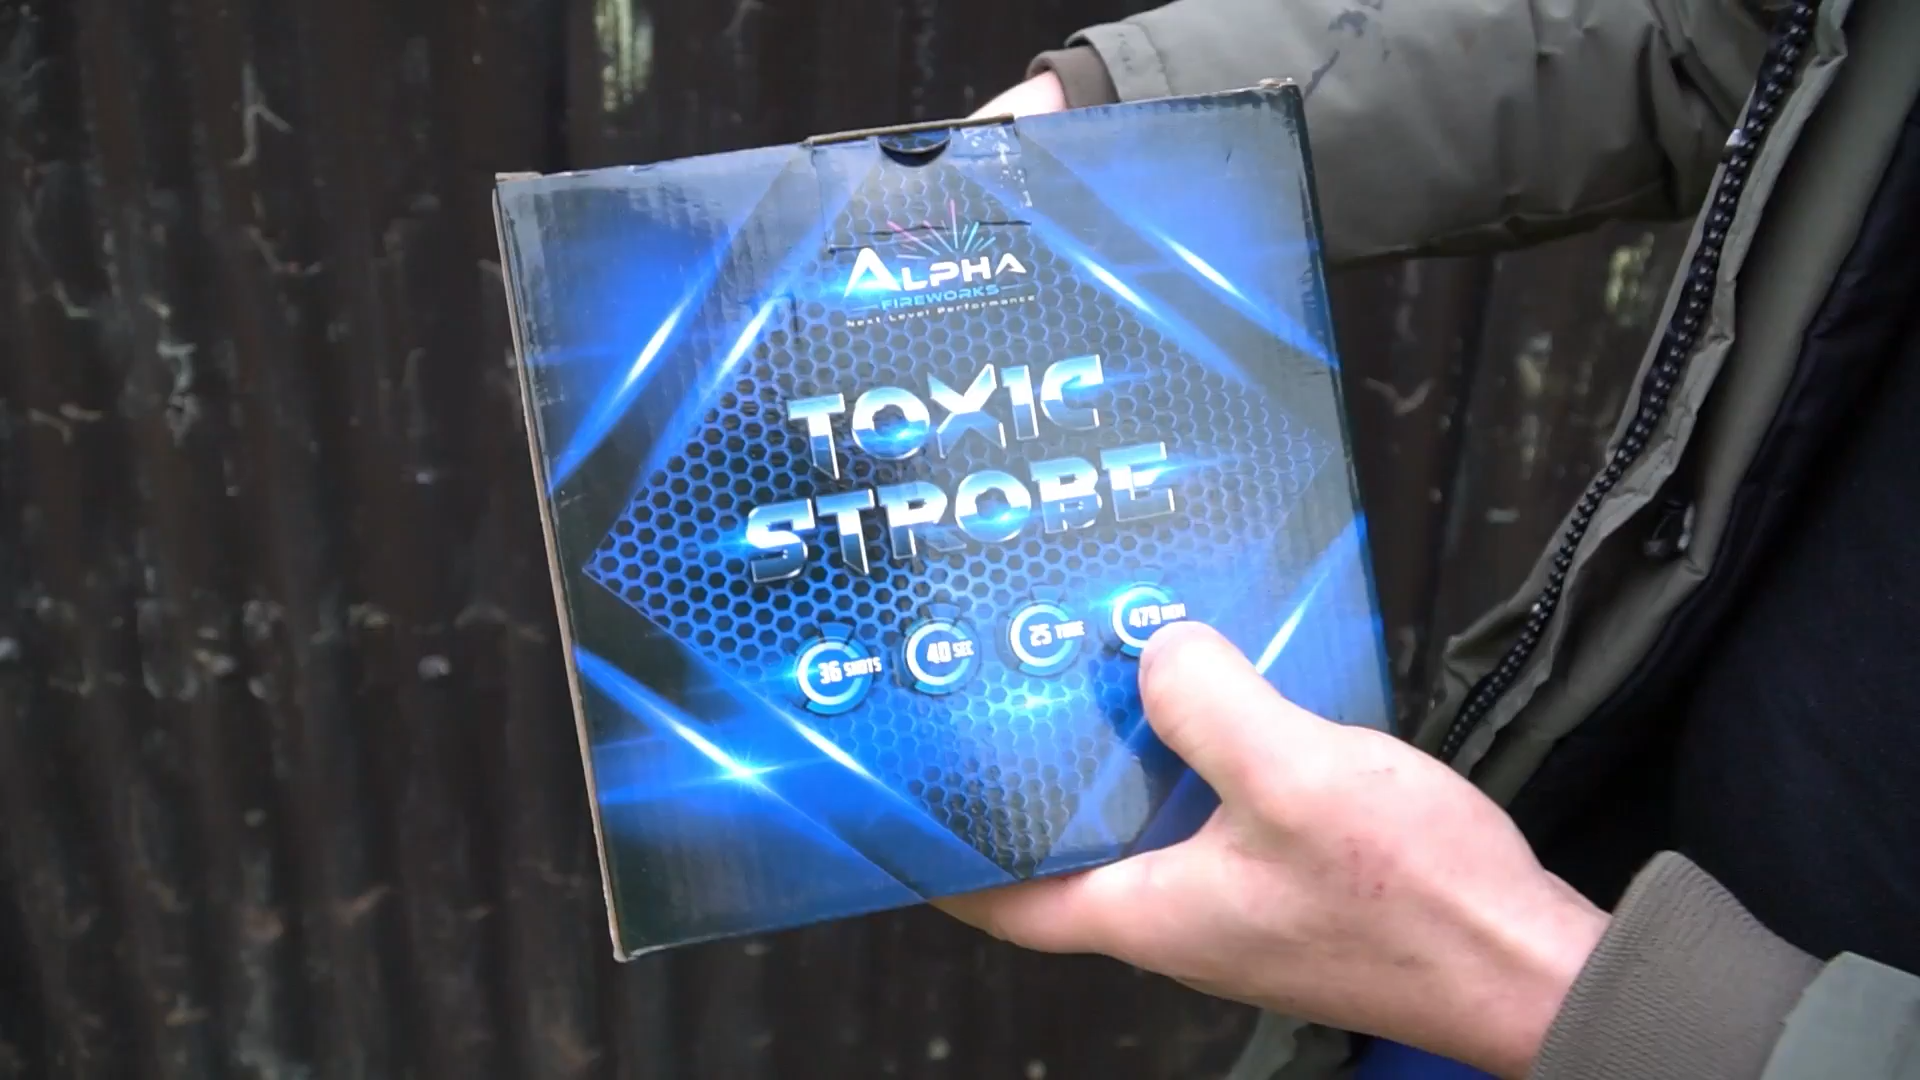 ALPHA
FIREWORKS
Next Level Performance
TOXIC
STROBE
36 SHOTS
40 SEC
25 TUBE
479